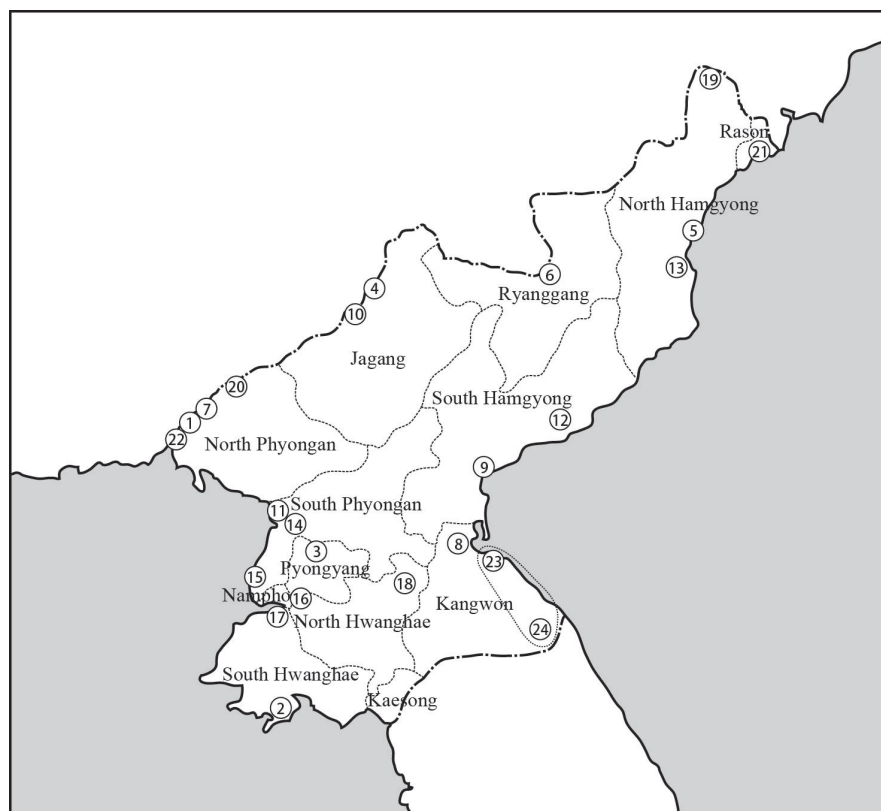 19
Rason
21
North Hamgyong
5
13
6
Ryanggang
4
10
Jagang
20
7
1
22
South Hamgyong
12
North Phyongan
9
11
South Phyongan
14
8
3
Pyongyang
23
15
18
Nampho
16
Kangwon
17
North Hwanghae
24
South Hwanghae
Kaesong
2